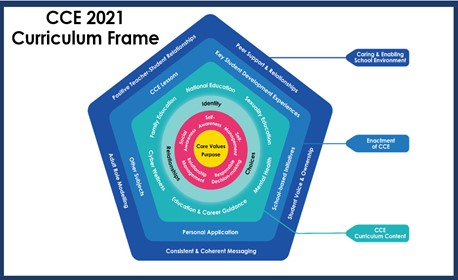 CCE 2021
Curriculum Frame
Positive Teacher-Student Relationships
Peer Support & Relationships
Caring & Enabling
School Environment
CCE Lessons
Key Student Development Experiences
National Education
Family Education
Sexuality Education
Identity
Self-
Awareness
Self-
Management
Social
Awareness
Core Values
Purpose
Enactment
of CCE
Relationships
Choices
Relationship
Management
Responsible
Decision-making
Cyber Wellness
Mental Health
Education & Career Guidance
Other Subjects
School-based Initiatives
Adult Role Modelling
Student Voice & Ownership
Personal Application
CCE
Curriculum Content
Consistent & Coherent Messaging